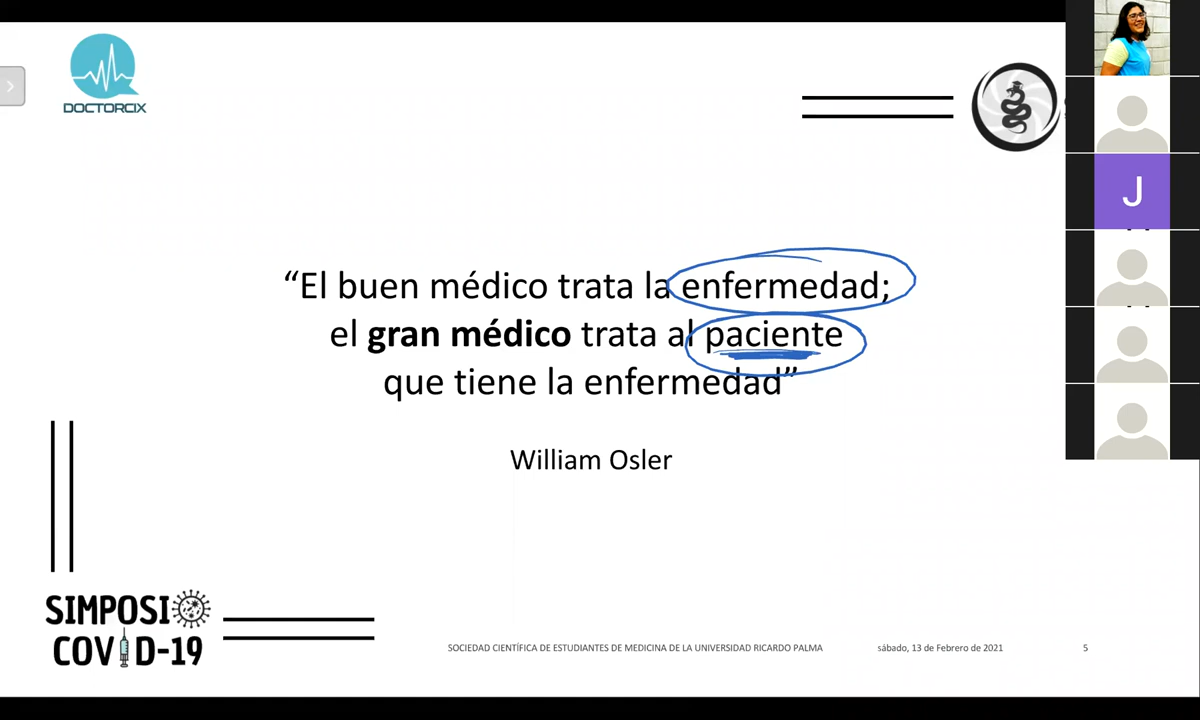 DOCTORCIX
“El buen médico trata la enfermedad;
el gran médico trata al paciente
que tiene la enfermedad”
William Osler
J
SIMPOSIO
COVID-19
SOCIEDAD CIENTÍFICA DE ESTUDIANTES DE MEDICINA DE LA UNIVERSIDAD RICARDO PALMA sábado, 13 de Febrero de 2021 5